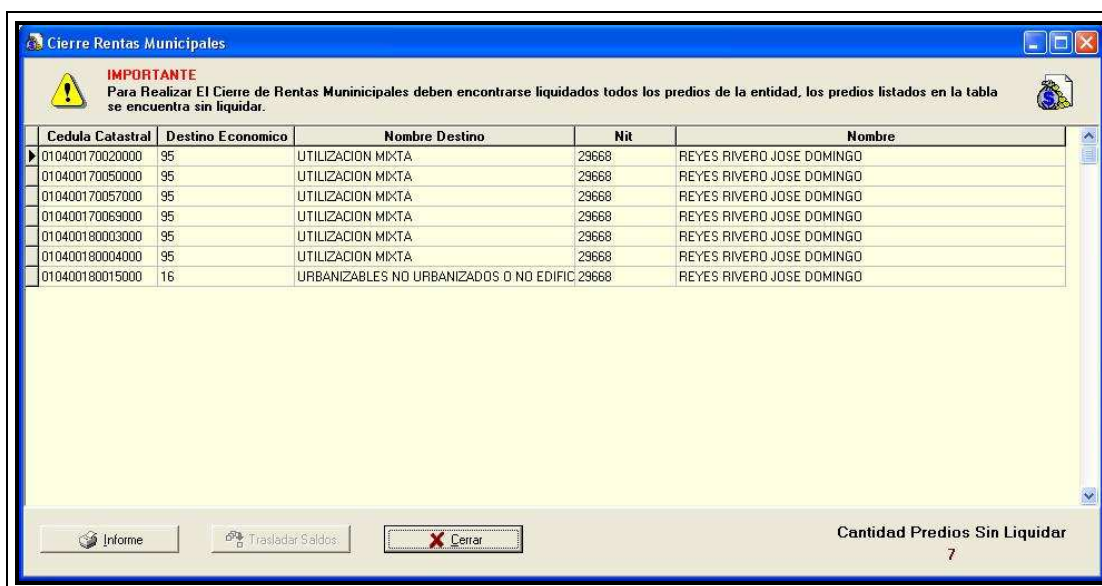 Cierre Rentas Municipales
IMPORTANTE
Para Realizar El Cierre de Rentas Muninicipales deben encontrarse liquidados todos los predios de la entidad, los predios listados en la tabla
se encuentra sin liquidar.
Cedula Catastral Destino Economico Nombre Destino Nit Nombre
010400170020000 95 UTILIZACION MIXTA 29668 REYES RIVERO JOSE DOMINGO
010400170050000 95 UTILIZACION MIXTA 29668 REYES RIVERO JOSE DOMINGO
010400170057000 95 UTILIZACION MIXTA 29668 REYES RIVERO JOSE DOMINGO
010400170069000 95 UTILIZACION MIXTA 29668 REYES RIVERO JOSE DOMINGO
010400180003000 95 UTILIZACION MIXTA 29668 REYES RIVERO JOSE DOMINGO
010400180004000 95 UTILIZACION MIXTA 29668 REYES RIVERO JOSE DOMINGO
010400180015000 16 URBANIZABLES NO URBANIZADOS O NO EDIFIC 29668 REYES RIVERO JOSE DOMINGO
Informe Trasladar Saldos Cerrar Cantidad Predios Sin Liquidar
7